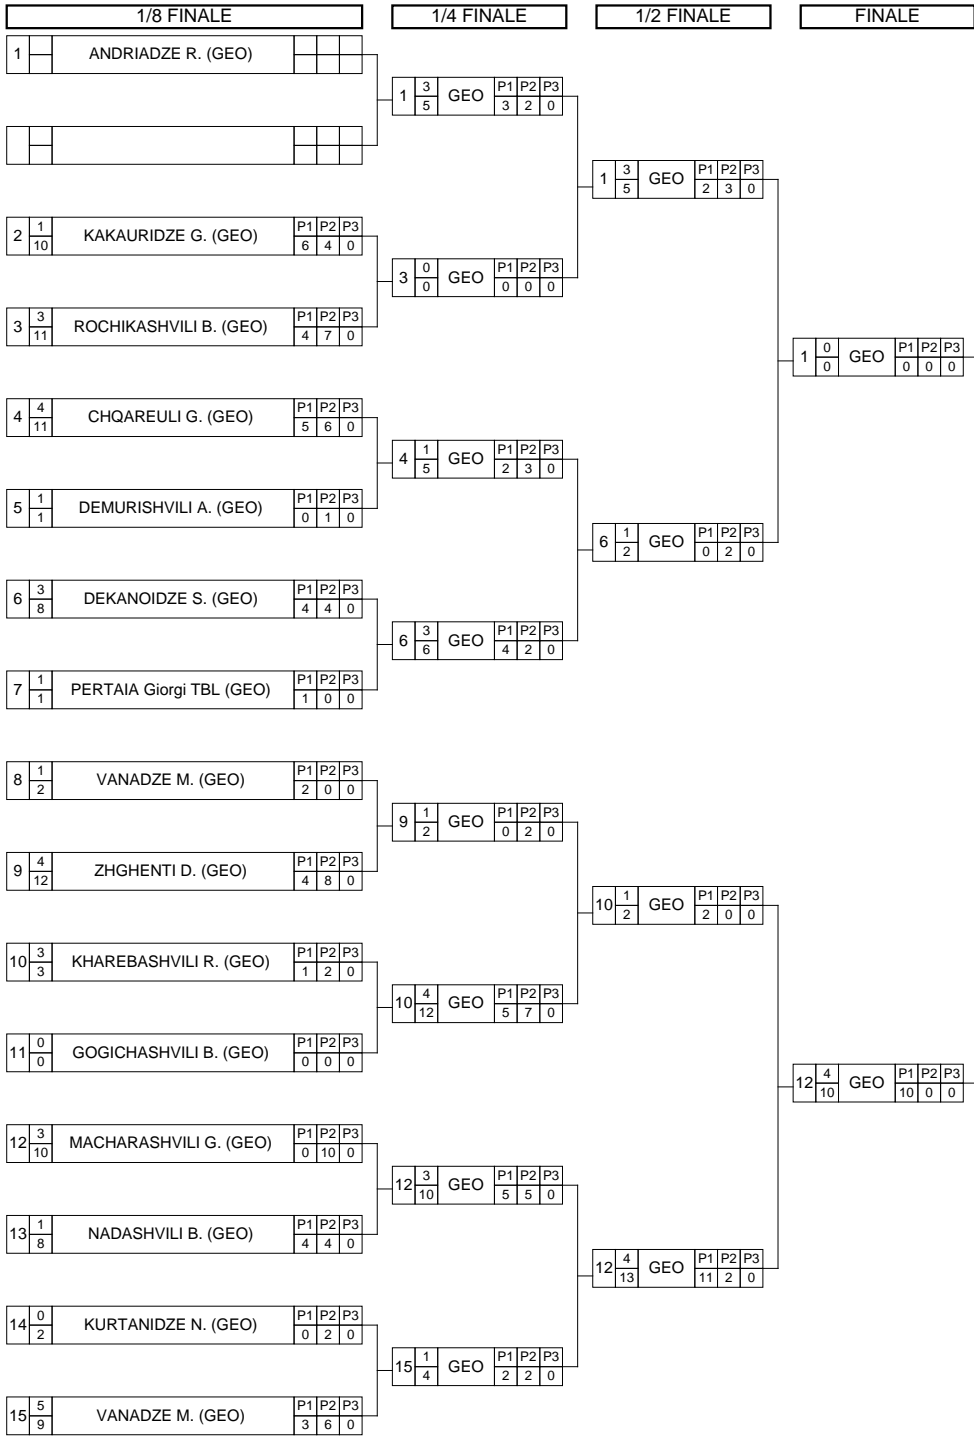 1/8 FINALE 1/4 FINALE 1/2 FINALE FINALE
1 ANDRIADZE R. (GEO)
1 3 5 GEO P1 P2 P3 3 2 0
1 3 5 GEO P1 P2 P3 2 3 0
2 1 10 KAKAURIDZE G. (GEO) P1 P2 P3 6 4 0
3 0 0 GEO P1 P2 P3 0 0 0
3 3 11 ROCHIKASHVILI B. (GEO) P1 P2 P3 4 7 0
1 0 0 GEO P1 P2 P3 0 0 0
4 4 11 CHQAREULI G. (GEO) P1 P2 P3 5 6 0
4 1 5 GEO P1 P2 P3 2 3 0
5 1 1 DEMURISHVILI A. (GEO) P1 P2 P3 0 1 0
6 1 2 GEO P1 P2 P3 0 2 0
6 3 8 DEKANOIDZE S. (GEO) P1 P2 P3 4 4 0
6 3 6 GEO P1 P2 P3 4 2 0
7 1 1 PERTAIA Giorgi TBL (GEO) P1 P2 P3 1 0 0
8 1 2 VANADZE M. (GEO) P1 P2 P3 2 0 0
9 1 2 GEO P1 P2 P3 0 2 0
9 4 12 ZHGHENTI D. (GEO) P1 P2 P3 4 8 0
10 1 2 GEO P1 P2 P3 2 0 0
10 3 3 KHAREBASHVILI R. (GEO) P1 P2 P3 1 2 0
10 4 12 GEO P1 P2 P3 5 7 0
11 0 0 GOGICHASHVILI B. (GEO) P1 P2 P3 0 0 0
12 4 10 GEO P1 P2 P3 10 0 0
12 3 10 MACHARASHVILI G. (GEO) P1 P2 P3 0 10 0
12 3 10 GEO P1 P2 P3 5 5 0
13 1 8 NADASHVILI B. (GEO) P1 P2 P3 4 4 0
12 4 13 GEO P1 P2 P3 11 2 0
14 0 2 KURTANIDZE N. (GEO) P1 P2 P3 0 2 0
15 1 4 GEO P1 P2 P3 2 2 0
15 5 9 VANADZE M. (GEO) P1 P2 P3 3 6 0